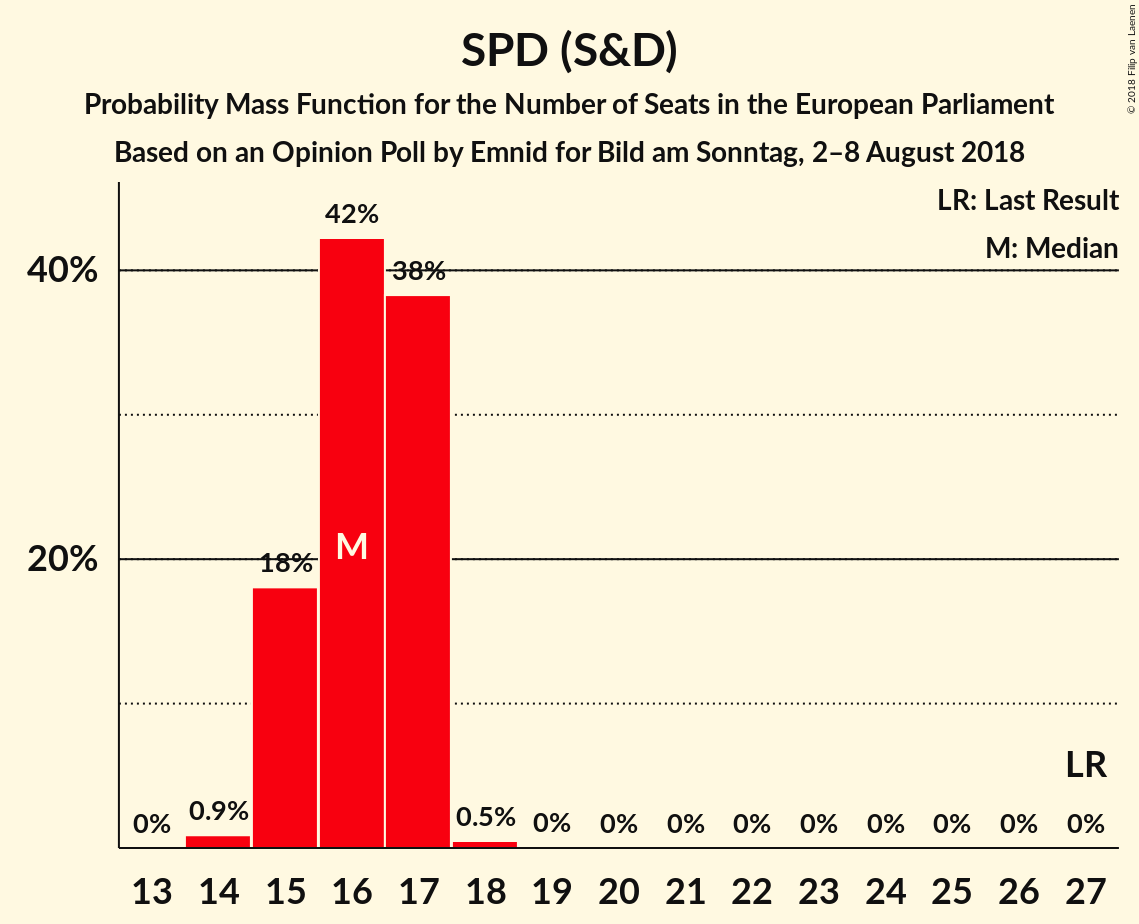 SPD (S&D)
Probability Mass Function for the Number of Seats in the European Parliament
Based on an Opinion Poll by Emnid for Bild am Sonntag, 2–8 August 2018
© 2018 Filip van Laenen
LR: Last Result
M: Median
40%
20%
0% 0.9% 18% 42% 38% 0.5% 0% 0% 0% 0% 0% 0% 0% 0% 0%
M
LR
13 14 15 16 17 18 19 20 21 22 23 24 25 26 27